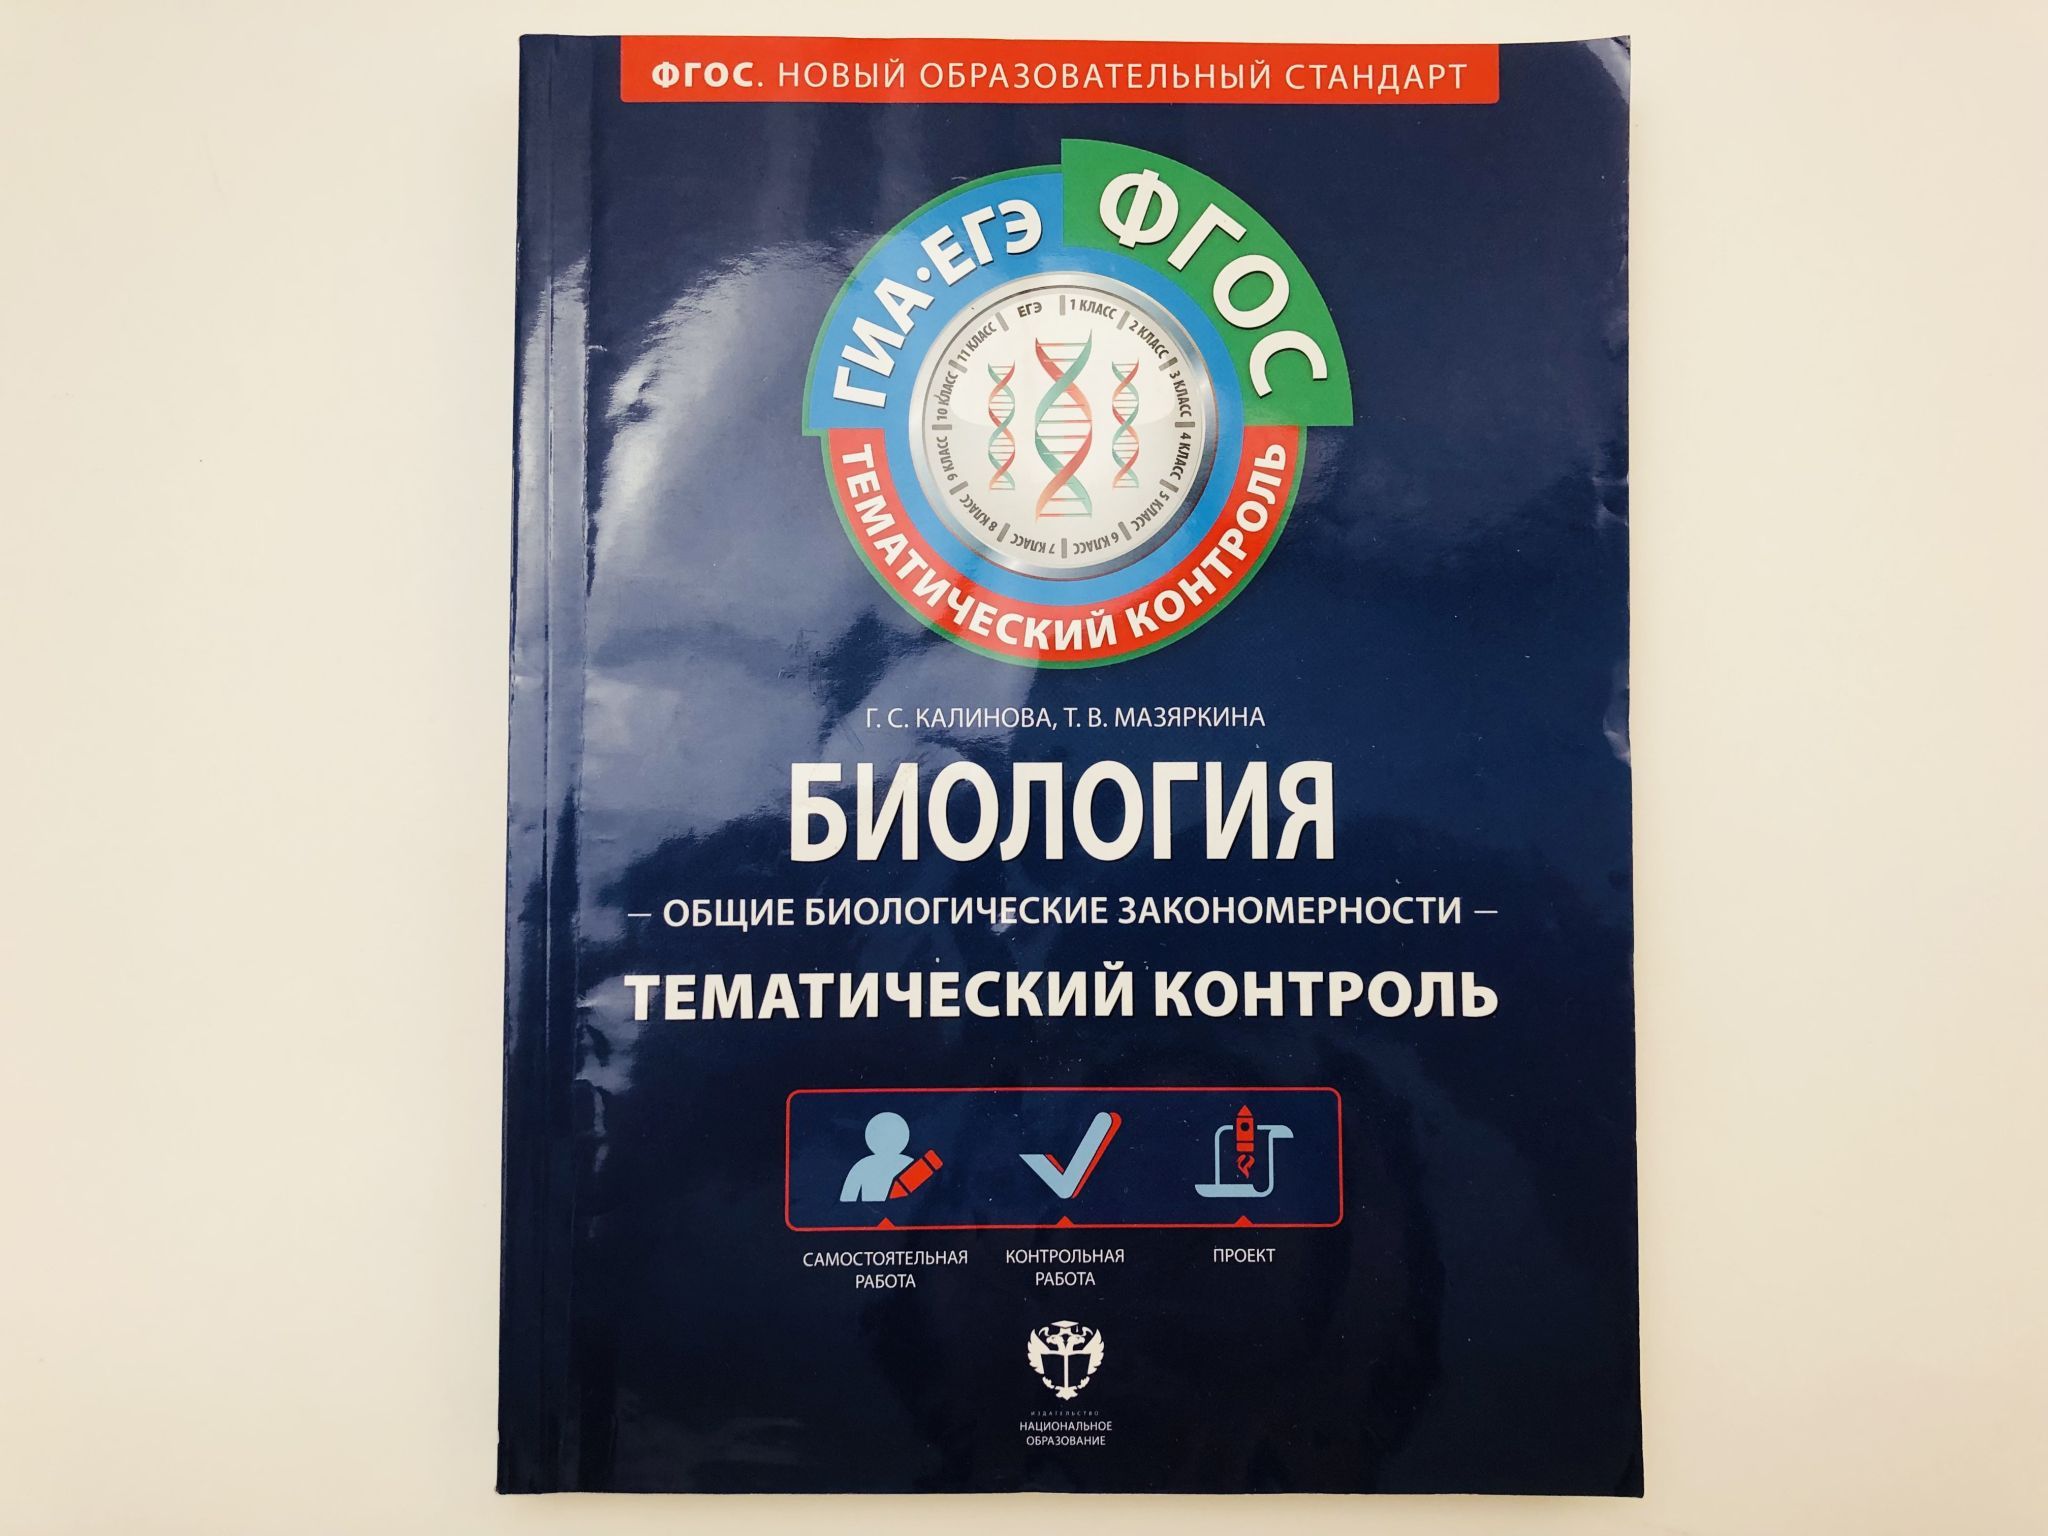 ФГОС. НОВЫЙ ОБРАЗОВАТЕЛЬНЫЙ СТАНДАРТ
ГИА•ЕГЭ
ФГОС
ЕГЭ
1 КЛАСС
2 КЛАСС
3 КЛАСС
4 КЛАСС
5 КЛАСС
6 КЛАСС
7 КЛАСС
8 КЛАСС
9 КЛАСС
10 КЛАСС
11 КЛАСС
ТЕМАТИЧЕСКИЙ КОНТРОЛЬ
Г. С. КАЛИНОВА, Т. В. МАЗЯРКИНА
БИОЛОГИЯ
— ОБЩИЕ БИОЛОГИЧЕСКИЕ ЗАКОНОМЕРНОСТИ —
ТЕМАТИЧЕСКИЙ КОНТРОЛЬ
САМОСТОЯТЕЛЬНАЯ
РАБОТА
КОНТРОЛЬНАЯ
РАБОТА
ПРОЕКТ
ИЗДАТЕЛЬСТВО
НАЦИОНАЛЬНОЕ
ОБРАЗОВАНИЕ